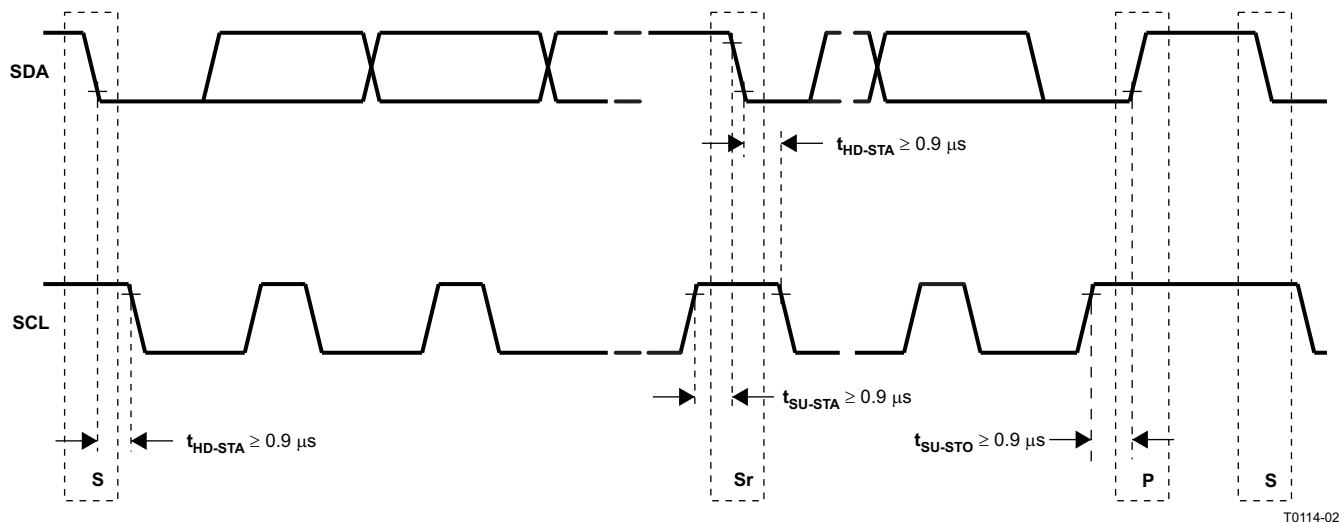 SDA
t_HD-STA ≥ 0.9 μs
SCL
t_SU-STA ≥ 0.9 μs
t_HD-STA ≥ 0.9 μs
t_SU-STO ≥ 0.9 μs
S
Sr
P
S
T0114-02